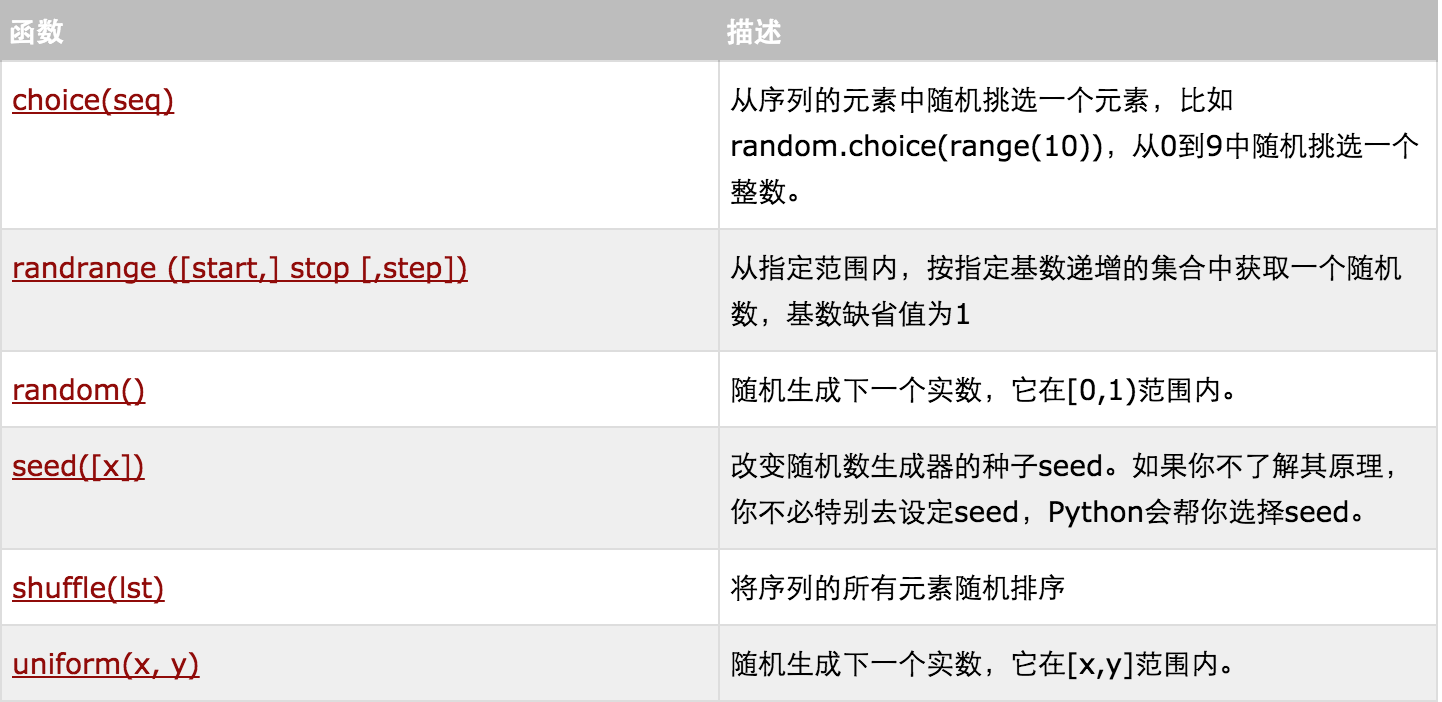 函数
描述
choice(seq)
从序列的元素中随机挑选一个元素，比如
random.choice(range(10))，从0到9中随机挑选一个
整数。
randrange ([start,] stop [,step])
从指定范围内，按指定基数递增的集合中获取一个随机
数，基数缺省值为1
random()
随机生成下一个实数，它在[0,1)范围内。
seed([x])
改变随机数生成器的种子seed。如果你不了解其原理，
你不必特别去设定seed，Python会帮你选择seed。
shuffle(lst)
将序列的所有元素随机排序
uniform(x, y)
随机生成下一个实数，它在[x,y]范围内。